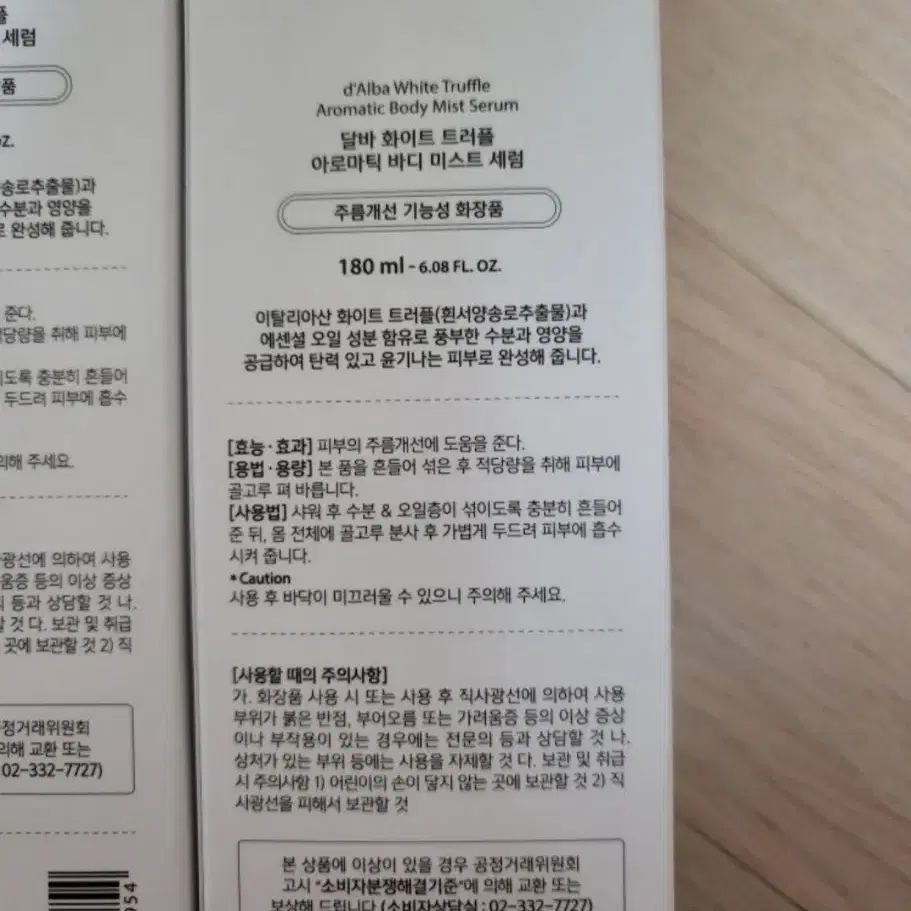 플
세럼
품
oz.
송로추출물)과
수분과 영양을
로 완성해 줍니다.
준다.
적당량을 취해 피부에
이도록 충분히 흔들어
두드려 피부에 흡수
의해 주세요.
사광선에 의하여 사용
움증 등의 이상 증상
의 등과 상담할 것 나.
할 것 다. 보관 및 취급
곳에 보관할 것 2) 직
정거래위원회
의해 교환 또는
02-332-7727)
954
d'Alba White Truffle
Aromatic Body Mist Serum
달바 화이트 트러플
아로마틱 바디 미스트 세럼
주름개선 기능성 화장품
180 ml - 6.08 FL. OZ.
이탈리아산 화이트 트러플(흰서양송로추출물)과
에센셜 오일 성분 함유로 풍부한 수분과 영양을
공급하여 탄력 있고 윤기나는 피부로 완성해 줍니다.
[효능·효과] 피부의 주름개선에 도움을 준다.
[용법·용량] 본 품을 흔들어 섞은 후 적당량을 취해 피부에
골고루 펴 바릅니다.
[사용법] 샤워 후 수분 & 오일층이 섞이도록 충분히 흔들어
준 뒤, 몸 전체에 골고루 분사 후 가볍게 두드려 피부에 흡수
시켜 줍니다.
*Caution
사용 후 바닥이 미끄러울 수 있으니 주의해 주세요.
[사용할 때의 주의사항]
가. 화장품 사용 시 또는 사용 후 직사광선에 의하여 사용
부위가 붉은 반점, 부어오름 또는 가려움증 등의 이상 증상
이나 부작용이 있는 경우에는 전문의 등과 상담할 것 나.
상처가 있는 부위 등에는 사용을 자제할 것 다. 보관 및 취급
시 주의사항 1) 어린이의 손이 닿지 않는 곳에 보관할 것 2) 직
사광선을 피해서 보관할 것
본 상품에 이상이 있을 경우 공정거래위원회
고시 "소비자분쟁해결기준"에 의해 교환 또는
보상해 드립니다 (소비자상담실 : 02-332-7727)